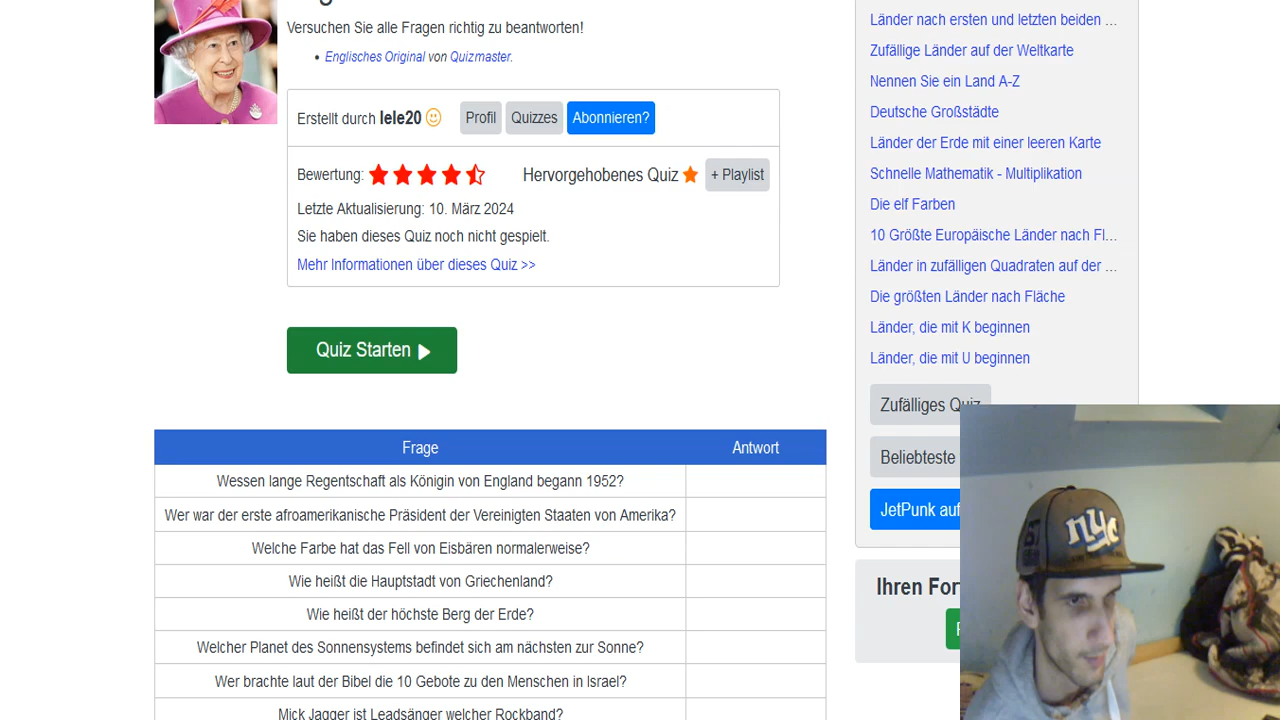 Versuchen Sie alle Fragen richtig zu beantworten!
• Englisches Original von Quizmaster.
Erstellt durch lele20 Profil Quizzes Abonnieren?
Bewertung: Hervorgehobenes Quiz + Playlist
Letzte Aktualisierung: 10. März 2024
Sie haben dieses Quiz noch nicht gespielt.
Mehr Informationen über dieses Quiz >>
Quiz Starten
Frage Antwort
Wessen lange Regentschaft als Königin von England begann 1952?
Wer war der erste afroamerikanische Präsident der Vereinigten Staaten von Amerika?
Welche Farbe hat das Fell von Eisbären normalerweise?
Wie heißt die Hauptstadt von Griechenland?
Wie heißt der höchste Berg der Erde?
Welcher Planet des Sonnensystems befindet sich am nächsten zur Sonne?
Wer brachte laut der Bibel die 10 Gebote zu den Menschen in Israel?
Mick Jagger ist Leadsänger welcher Rockband?
Länder nach ersten und letzten beiden ...
Zufällige Länder auf der Weltkarte
Nennen Sie ein Land A-Z
Deutsche Großstädte
Länder der Erde mit einer leeren Karte
Schnelle Mathematik - Multiplikation
Die elf Farben
10 Größte Europäische Länder nach Fl...
Länder in zufälligen Quadraten auf der ...
Die größten Länder nach Fläche
Länder, die mit K beginnen
Länder, die mit U beginnen
Zufälliges Quiz
Beliebteste
JetPunk auf
Ihren For
nyc